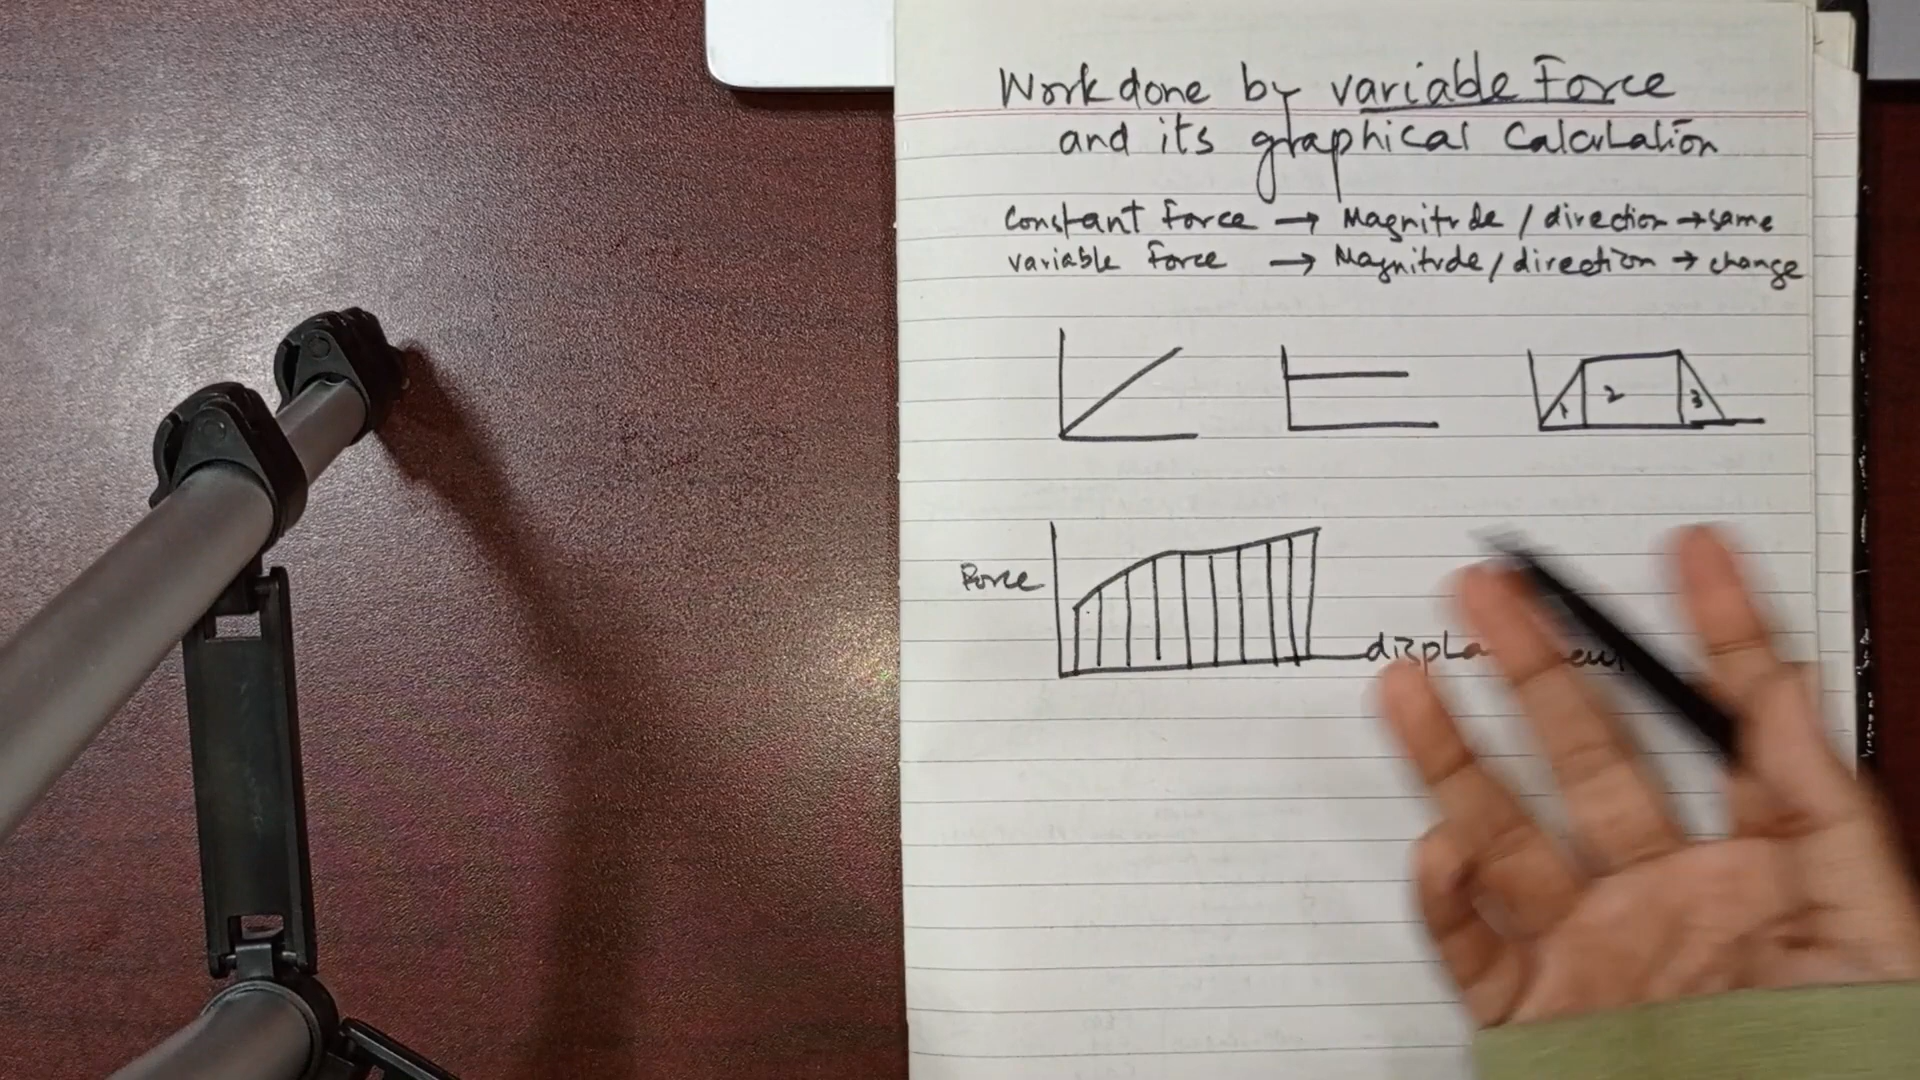 Work done by variable Force
and its graphical Calculation
Constant Force → Magnitude / direction → same
variable Force → Magnitude / direction → change
1 2 3
Force